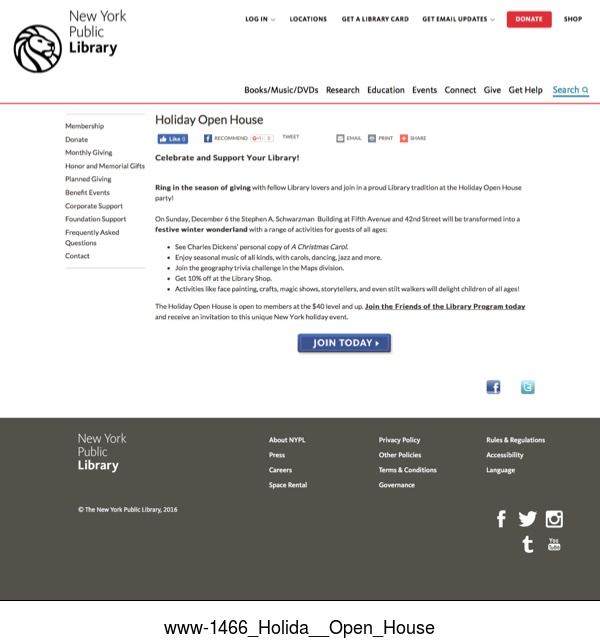 New York
Public
Library
LOG IN
LOCATIONS
GET A LIBRARY CARD
GET EMAIL UPDATES
DONATE
SHOP
Books/Music/DVDs Research Education Events Connect Give Get Help Search
Membership
Donate
Monthly Giving
Honor and Memorial Gifts
Planned Giving
Benefit Events
Corporate Support
Foundation Support
Frequently Asked
Questions
Contact
Holiday Open House
Like 0 RECOMMEND G+1 0 TWEET EMAIL PRINT SHARE
Celebrate and Support Your Library!
Ring in the season of giving with fellow Library lovers and join in a proud Library tradition at the Holiday Open House
party!
On Sunday, December 6 the Stephen A. Schwarzman Building at Fifth Avenue and 42nd Street will be transformed into a
festive winter wonderland with a range of activities for guests of all ages:
• See Charles Dickens' personal copy of A Christmas Carol.
• Enjoy seasonal music of all kinds, with carols, dancing, jazz and more.
• Join the geography trivia challenge in the Maps division.
• Get 10% off at the Library Shop.
• Activities like face painting, crafts, magic shows, storytellers, and even stilt walkers will delight children of all ages!
The Holiday Open House is open to members at the $40 level and up. Join the Friends of the Library Program today
and receive an invitation to this unique New York holiday event.
JOIN TODAY
New York
Public
Library
© The New York Public Library, 2016
About NYPL
Press
Careers
Space Rental
Privacy Policy
Other Policies
Terms & Conditions
Governance
Rules & Regulations
Accessibility
Language
You
Tube
www-1466_Holida__Open_House